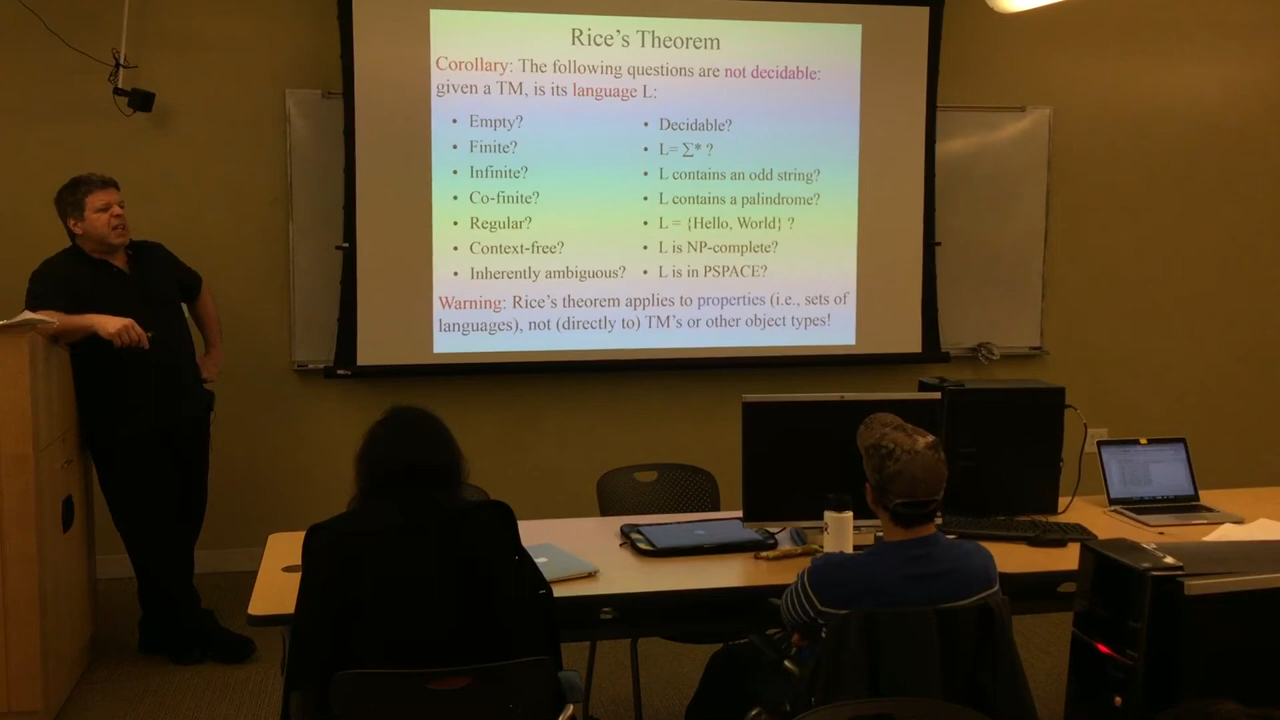 Rice's Theorem
Corollary: The following questions are not decidable:
given a TM, is its language L:
• Empty?
• Finite?
• Infinite?
• Co-finite?
• Regular?
• Context-free?
• Inherently ambiguous?
• Decidable?
• L= ∑* ?
• L contains an odd string?
• L contains a palindrome?
• L = {Hello, World} ?
• L is NP-complete?
• L is in PSPACE?
Warning: Rice's theorem applies to properties (i.e., sets of
languages), not (directly to) TM's or other object types!